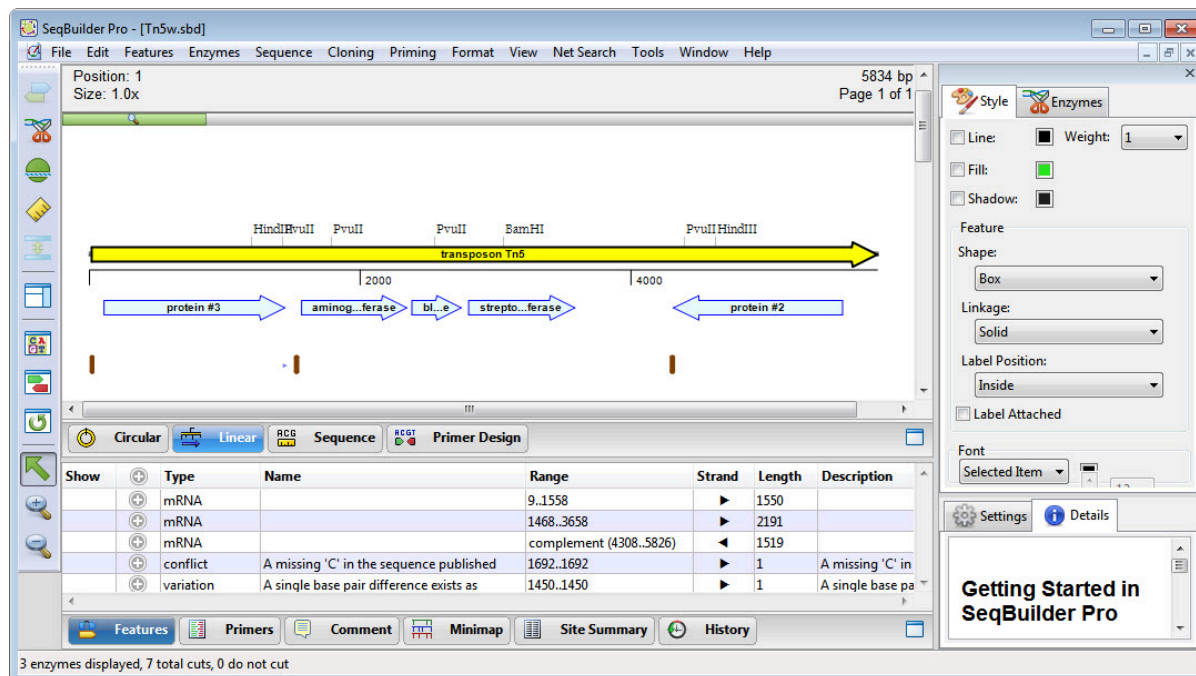 SeqBuilder Pro - [Tn5w.sbd]
File Edit Features Enzymes Sequence Cloning Priming Format View Net Search Tools Window Help
Position: 1 5834 bp
Size: 1.0x Page 1 of 1
HindIII PvuII PvuII PvuII BamHI PvuII HindIII
transposon Tn5
2000 4000
protein #3 aminog...ferase bl...e strepto...ferase protein #2
Circular Linear Sequence Primer Design
Show Type Name Range Strand Length Description
mRNA 9..1558 ► 1550
mRNA 1468..3658 ► 2191
mRNA complement (4308..5826) ◄ 1519
conflict A missing 'C' in the sequence published 1692..1692 ► 1 A missing 'C' in
variation A single base pair difference exists as 1450..1450 ► 1 A single base pa
Features Primers Comment Minimap Site Summary History
3 enzymes displayed, 7 total cuts, 0 do not cut
Style Enzymes
Line: Weight: 1
Fill:
Shadow:
Feature
Shape:
Box
Linkage:
Solid
Label Position:
Inside
Label Attached
Font
Selected Item
Settings Details
Getting Started in
SeqBuilder Pro